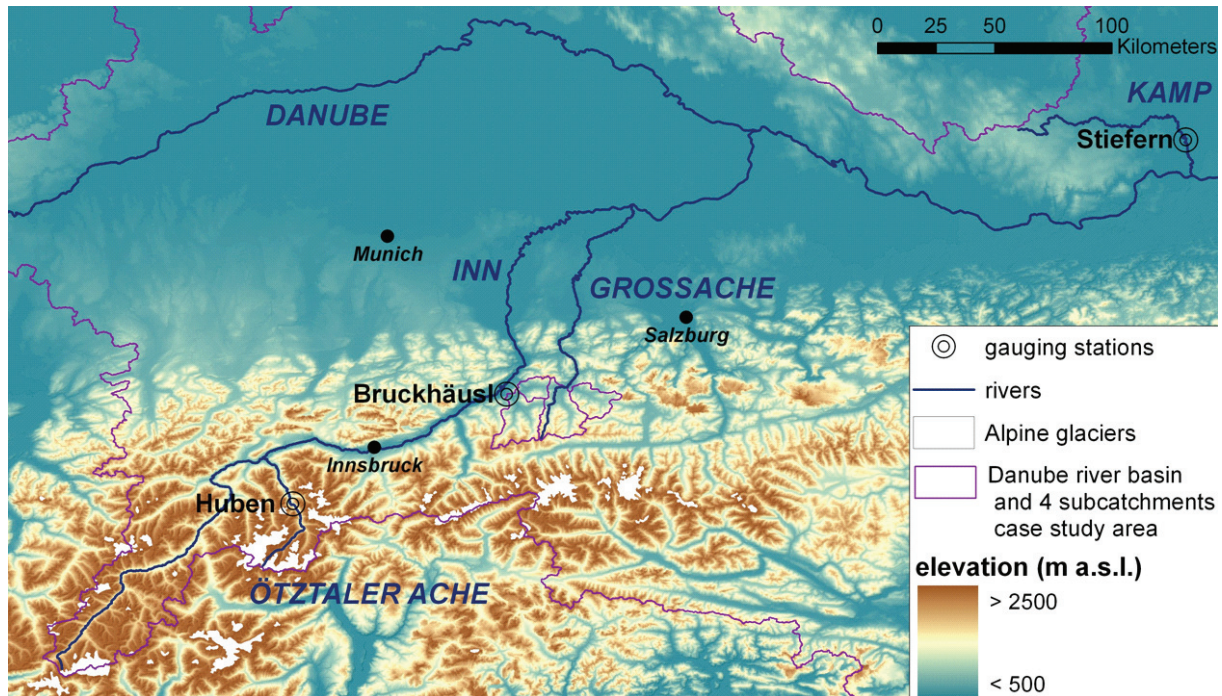 0 25 50 100
Kilometers
DANUBE
KAMP
Stiefern
Munich
INN
GROSSACHE
Salzburg
Bruckhäusl
Innsbruck
Huben
ÖTZTALER ACHE
gauging stations
rivers
Alpine glaciers
Danube river basin
and 4 subcatchments
case study area
elevation (m a.s.l.)
> 2500
< 500